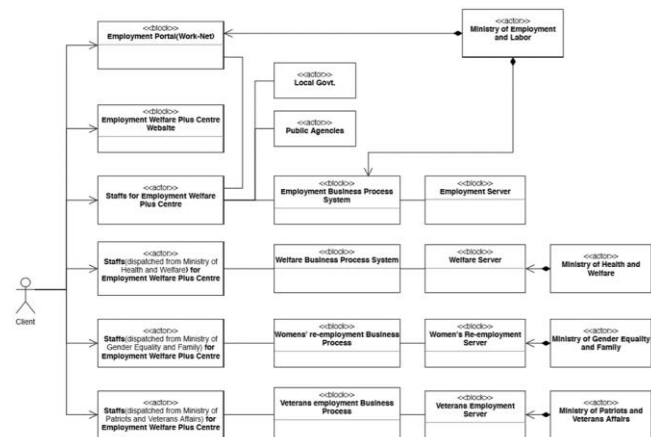 <<block>>
Employment Portal(Work-Net)
<<actor>>
Ministry of Employment
and Labor
<<actor>>
Local Govt.
<<block>>
Employment Welfare Plus Centre
Website
<<actor>>
Public Agencies
<<actor>>
Staffs for Employment Welfare
Plus Centre
<<block>>
Employment Business Process
System
<<block>>
Employment Server
<<actor>>
Staffs(dispatched from Ministry of
Health and Welfare) for
Employment Welfare Plus Centre
<<block>>
Welfare Business Process System
<<block>>
Welfare Server
<<actor>>
Ministry of Health and
Welfare
Client
<<actor>>
Staffs(dispatched from Ministry of
Gender Equality and Family) for
Employment Welfare Plus Centre
<<block>>
Womens' re-employment Business
Process
<<block>>
Women's Re-employment
Server
<<actor>>
Ministry of Gender Equality
and Family
<<actor>>
Staffs(dispatched from Ministry of
Patriots and Veterans Affairs) for
Employment Welfare Plus Centre
<<block>>
Veterans employment Business
Process
<<block>>
Veterans Employment
Server
<<actor>>
Ministry of Patriots and
Veterans Affairs